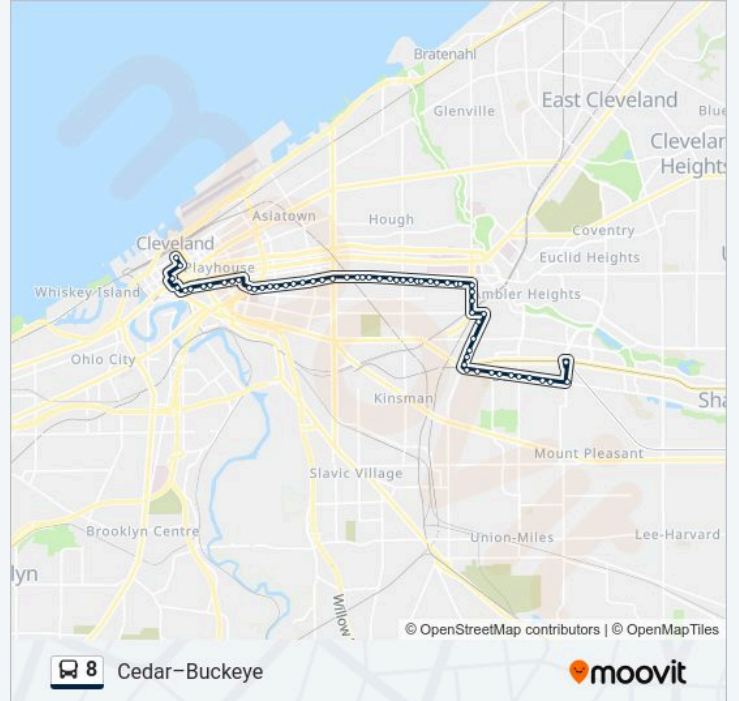 Bratenahl
East Cleveland
Glenville
Blue
Clevelar
Heights
Asiatown
Hough
Coventry
Cleveland
Playhouse
Euclid Heights
Whiskey Island
Ambler Heights
Ohio City
Kinsman
Sha
Mount Pleasant
Slavic Village
Brooklyn Centre
Union-Miles
Lee-Harvard
lyn
Willow
© OpenStreetMap contributors | © OpenMapTiles
8 Cedar–Buckeye
moovit